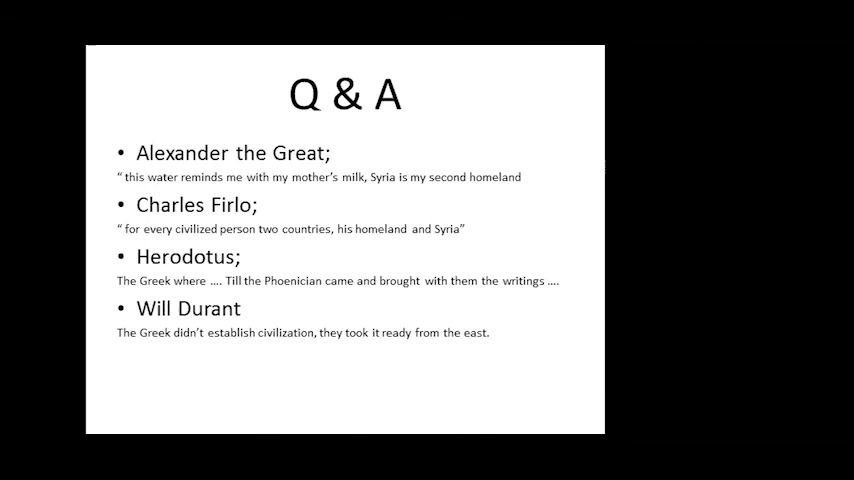 Q & A
• Alexander the Great;
“ this water reminds me with my mother’s milk, Syria is my second homeland
• Charles Firlo;
“ for every civilized person two countries, his homeland and Syria”
• Herodotus;
The Greek where .... Till the Phoenician came and brought with them the writings ....
• Will Durant
The Greek didn’t establish civilization, they took it ready from the east.